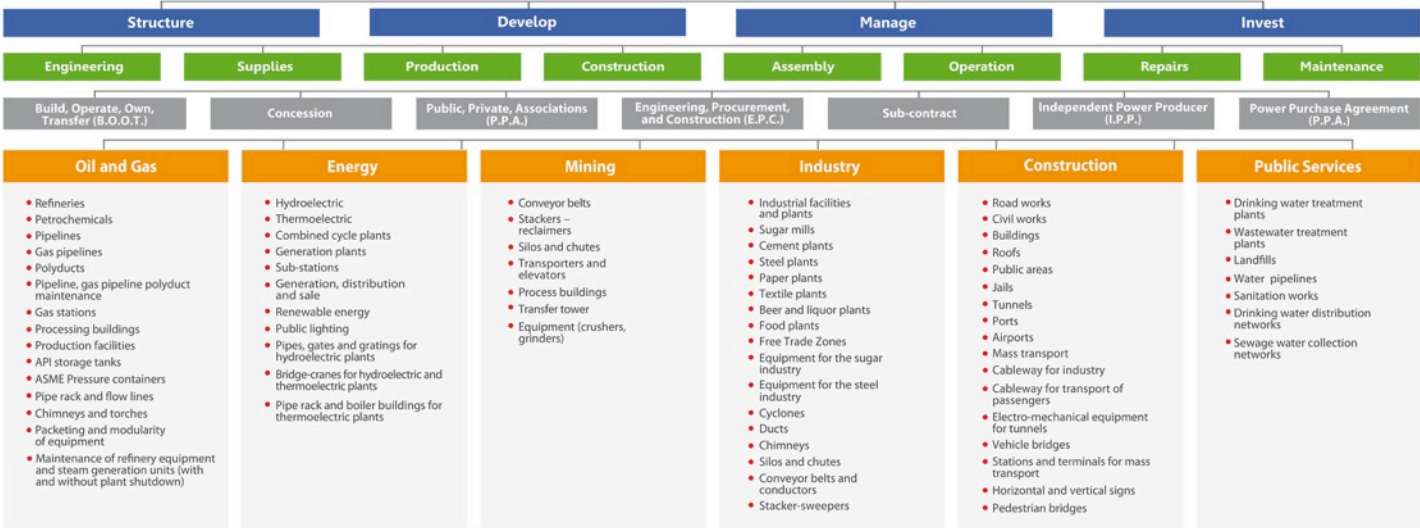 Structure
Develop
Manage
Invest
Engineering
Supplies
Production
Construction
Assembly
Operation
Repairs
Maintenance
Build, Operate, Own,
Transfer (B.O.O.T.)
Concession
Public, Private, Associations
(P.P.A.)
Engineering, Procurement,
and Construction (E.P.C.)
Sub-contract
Independent Power Producer
(I.P.P.)
Power Purchase Agreement
(P.P.A.)
Oil and Gas
• Refineries
• Petrochemicals
• Pipelines
• Gas pipelines
• Polyducts
• Pipeline, gas pipeline polyduct
maintenance
• Gas stations
• Processing buildings
• Production facilities
• API storage tanks
• ASME Pressure containers
• Pipe rack and flow lines
• Chimneys and torches
• Packeting and modularity
of equipment
• Maintenance of refinery equipment
and steam generation units (with
and without plant shutdown)
Energy
• Hydroelectric
• Thermoelectric
• Combined cycle plants
• Generation plants
• Sub-stations
• Generation, distribution
and sale
• Renewable energy
• Public lighting
• Pipes, gates and gratings for
hydroelectric plants
• Bridge-cranes for hydroelectric and
thermoelectric plants
• Pipe rack and boiler buildings for
thermoelectric plants
Mining
• Conveyor belts
• Stackers –
reclaimers
• Silos and chutes
• Transporters and
elevators
• Process buildings
• Transfer tower
• Equipment (crushers,
grinders)
Industry
• Industrial facilities
and plants
• Sugar mills
• Cement plants
• Steel plants
• Paper plants
• Textile plants
• Beer and liquor plants
• Food plants
• Free Trade Zones
• Equipment for the sugar
industry
• Equipment for the steel
industry
• Cyclones
• Ducts
• Chimneys
• Silos and chutes
• Conveyor belts and
conductors
• Stacker-sweepers
Construction
• Road works
• Civil works
• Buildings
• Roofs
• Public areas
• Jails
• Tunnels
• Ports
• Airports
• Mass transport
• Cableway for industry
• Cableway for transport of
passengers
• Electro-mechanical equipment
for tunnels
• Vehicle bridges
• Stations and terminals for mass
transport
• Horizontal and vertical signs
• Pedestrian bridges
Public Services
• Drinking water treatment
plants
• Wastewater treatment
plants
• Landfills
• Water pipelines
• Sanitation works
• Drinking water distribution
networks
• Sewage water collection
networks